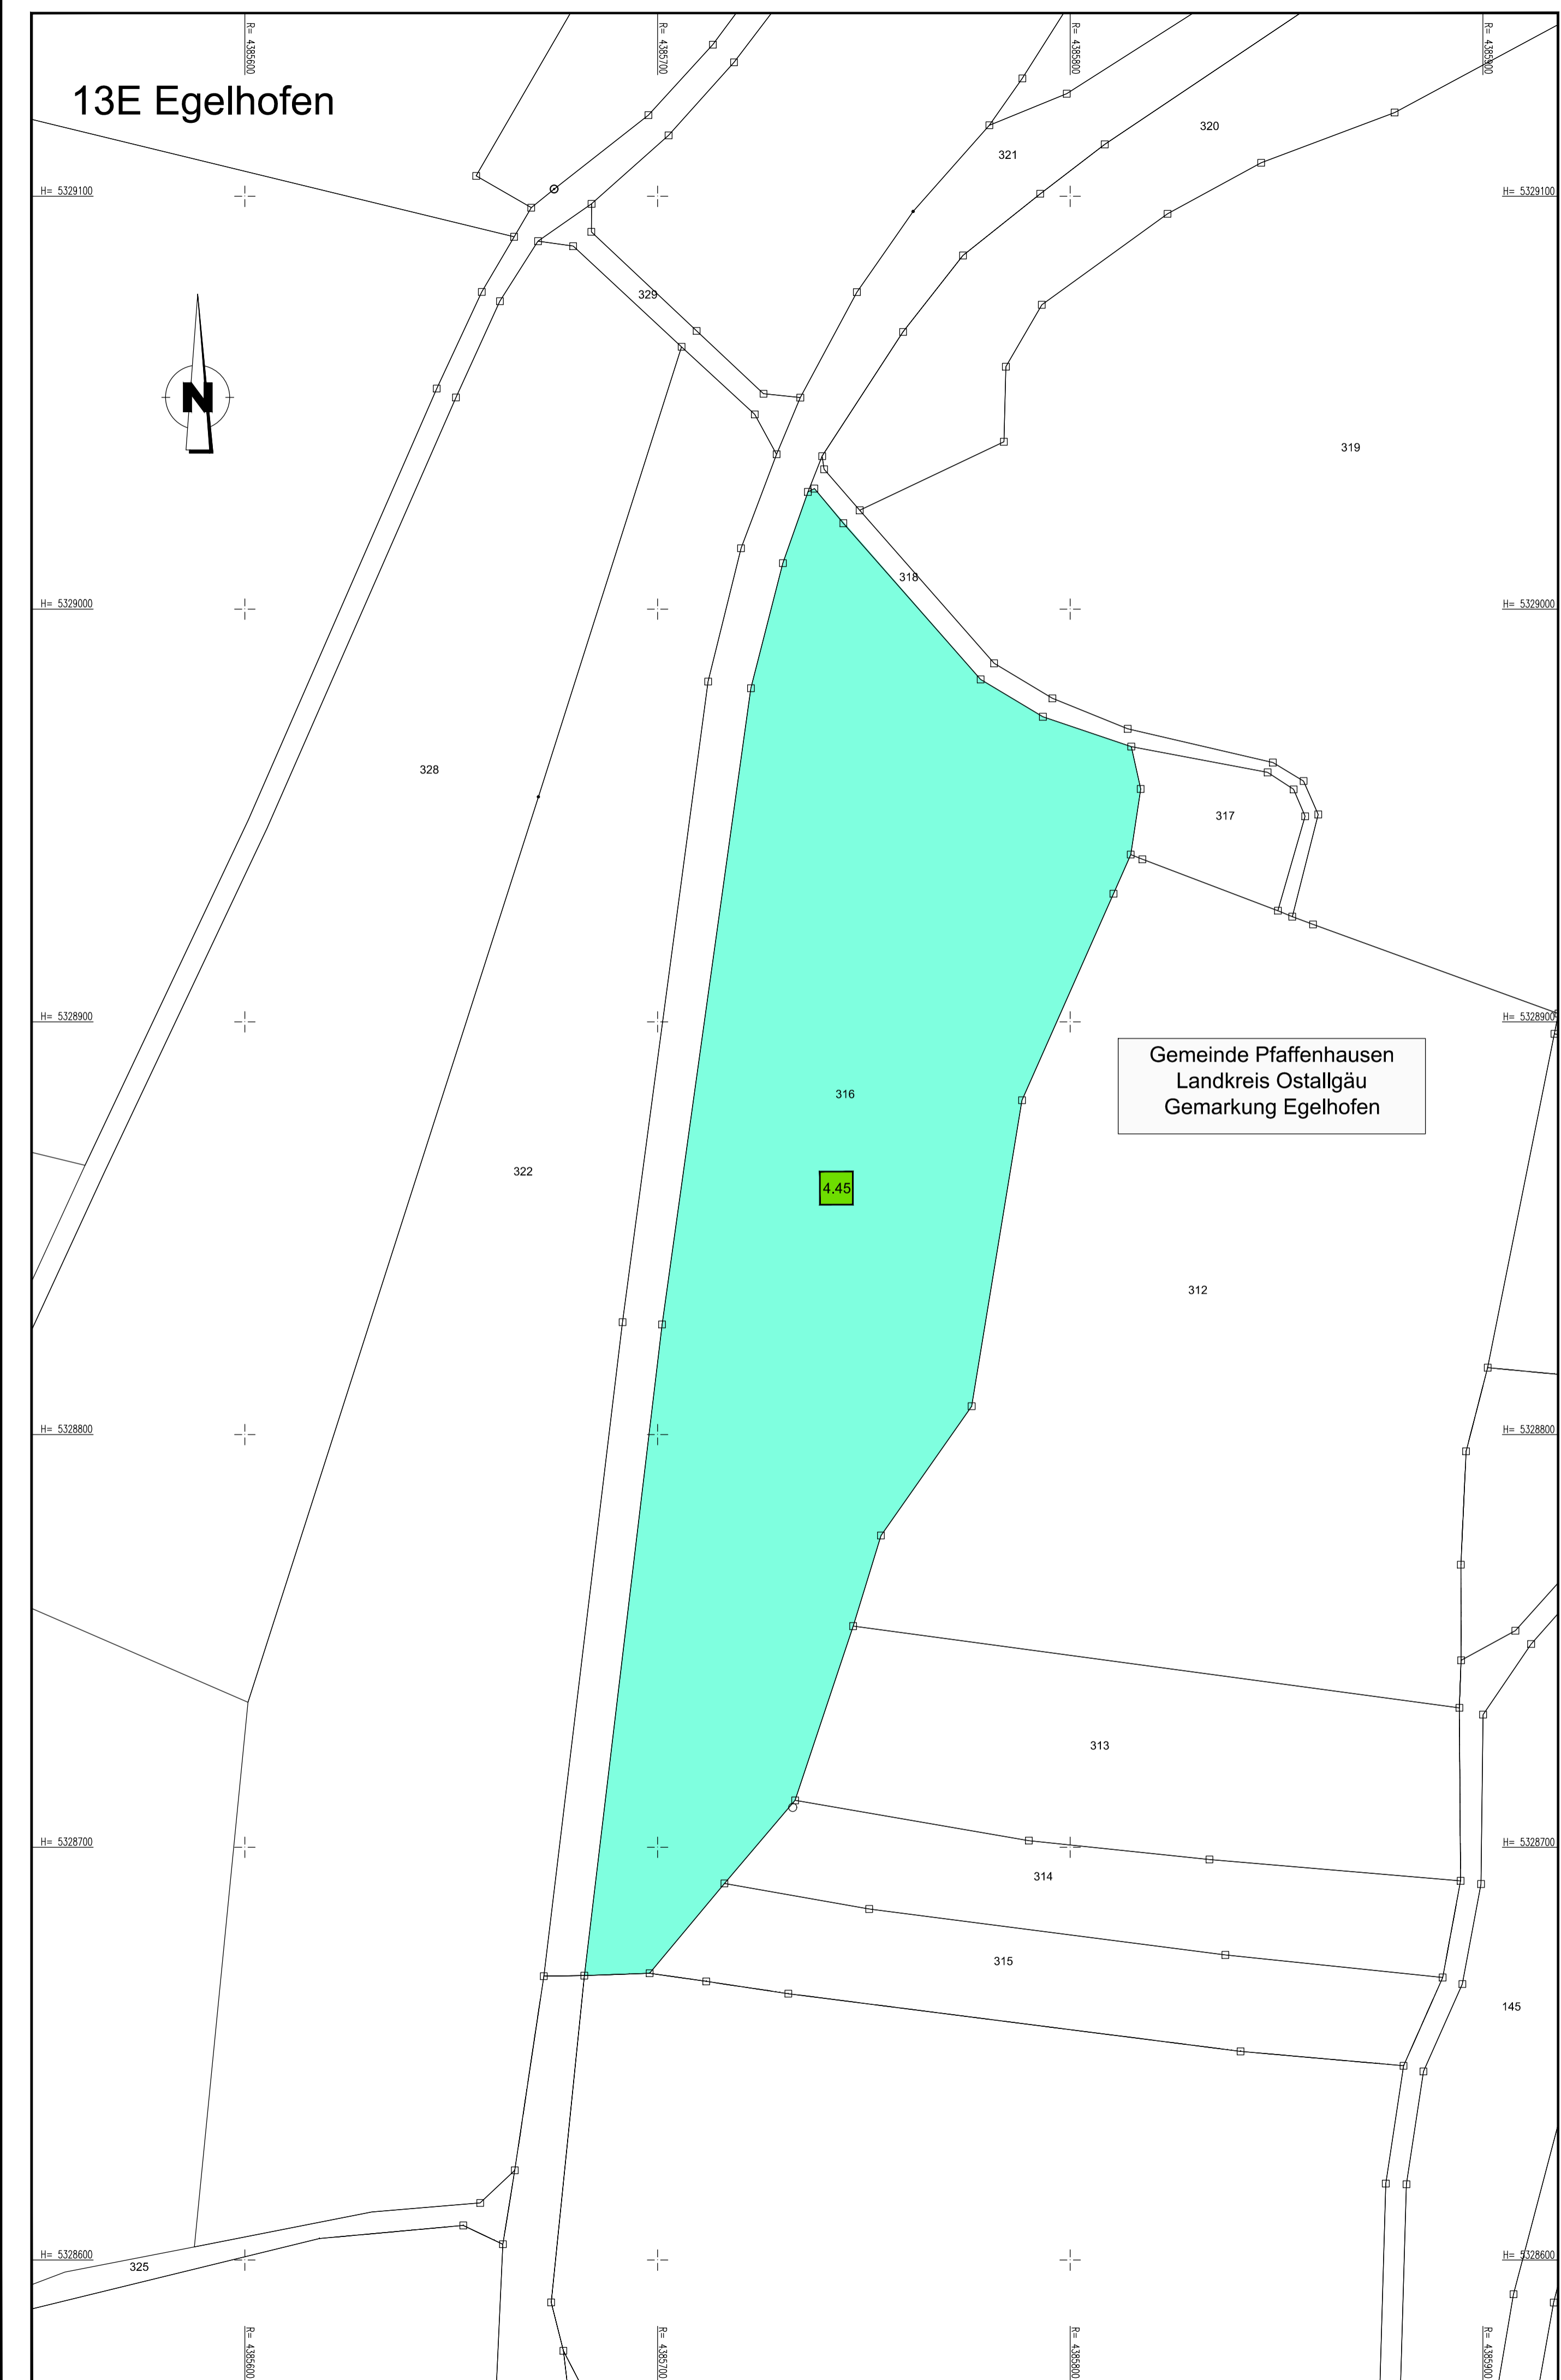 R= 4385600
R= 4385700
R= 4385800
R= 4385900
13E Egelhofen
320
321
H= 5329100
H= 5329100
329
N
319
318
H= 5329000
H= 5329000
328
317
H= 5328900
H= 5328900
Gemeinde Pfaffenhausen
Landkreis Ostallgäu
Gemarkung Egelhofen
316
322
4.45
312
H= 5328800
H= 5328800
313
H= 5328700
H= 5328700
314
315
145
H= 5328600
H= 5328600
325
R= 4385600
R= 4385700
R= 4385800
R= 4385900